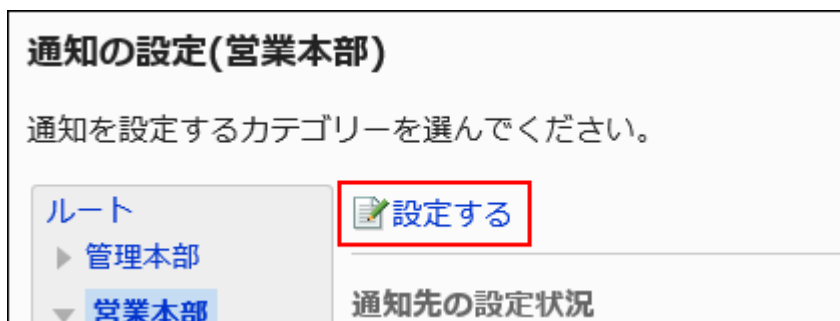 通知の設定(営業本部)
通知を設定するカテゴリーを選んでください。
ルート
設定する
管理本部
営業本部
通知先の設定状況